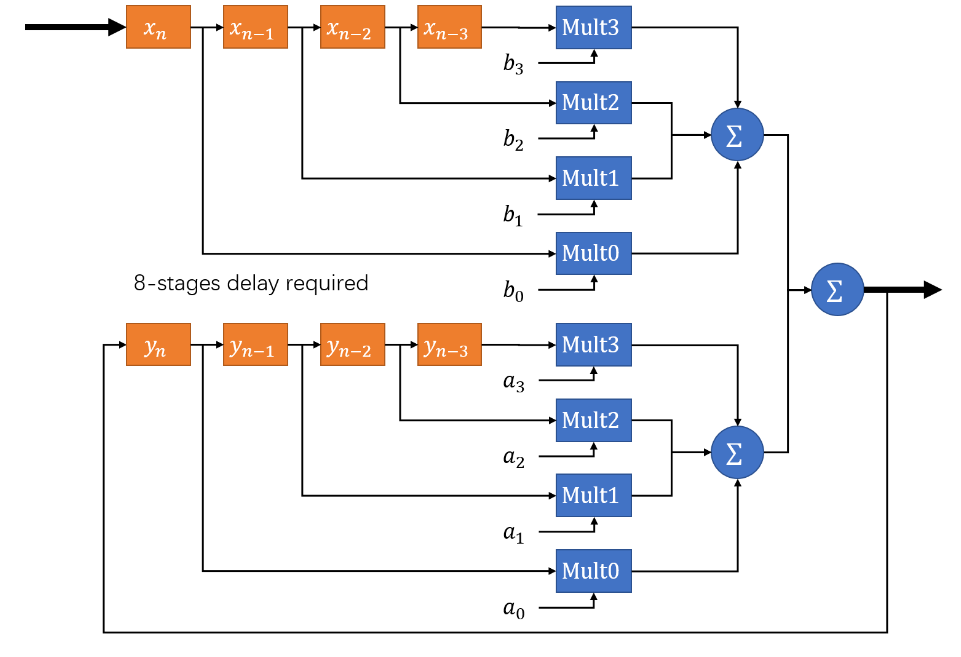 xₙ xₙ₋₁ xₙ₋₂ xₙ₋₃ Mult3
b₃
Mult2
b₂
Σ
Mult1
b₁
Mult0
b₀
8-stages delay required
Σ
yₙ yₙ₋₁ yₙ₋₂ yₙ₋₃ Mult3
a₃
Mult2
a₂
Σ
Mult1
a₁
Mult0
a₀